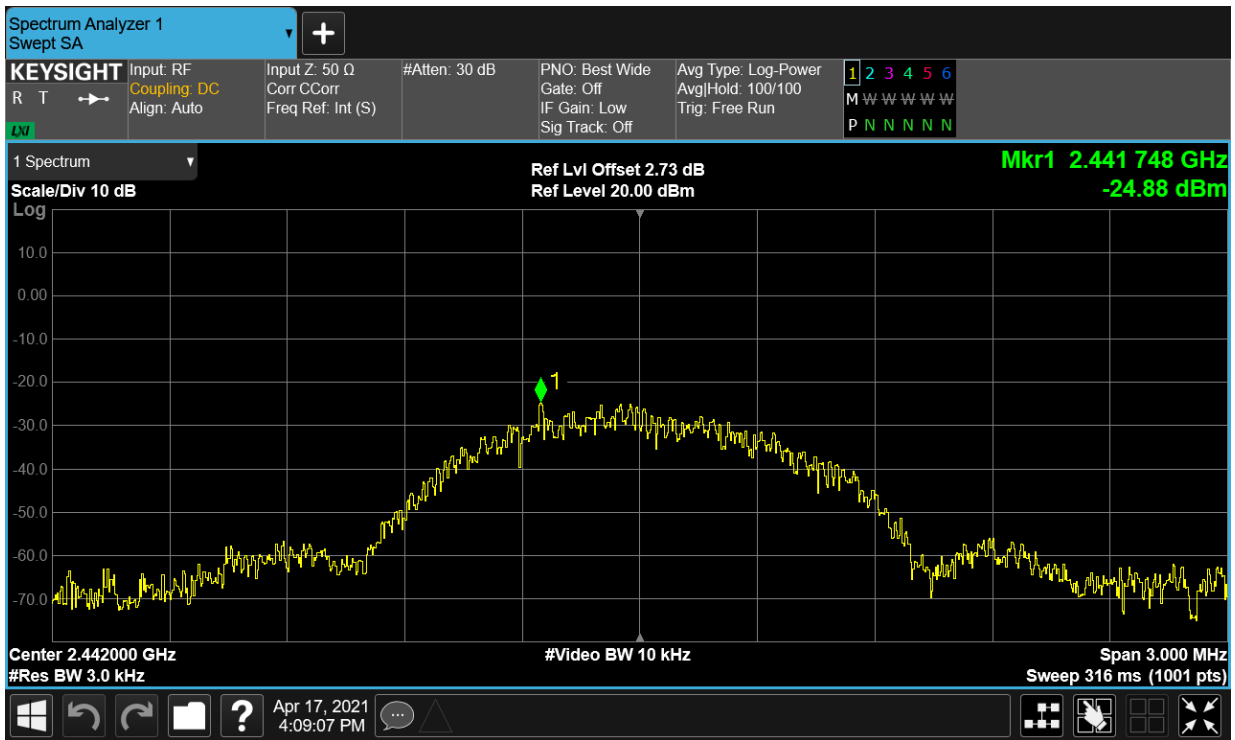 Spectrum Analyzer 1
Swept SA
KEYSIGHT
R T
LXI
Input: RF
Coupling: DC
Align: Auto
Input Z: 50 Ω
Corr CCorr
Freq Ref: Int (S)
#Atten: 30 dB
PNO: Best Wide
Gate: Off
IF Gain: Low
Sig Track: Off
Avg Type: Log-Power
Avg|Hold: 100/100
Trig: Free Run
1 2 3 4 5 6
M W W W W W
P N N N N N
1 Spectrum
Scale/Div 10 dB
Log
Ref Lvl Offset 2.73 dB
Ref Level 20.00 dBm
Mkr1 2.441 748 GHz
-24.88 dBm
10.0
0.00
-10.0
-20.0
-30.0
-40.0
-50.0
-60.0
-70.0
1
Center 2.442000 GHz
#Res BW 3.0 kHz
#Video BW 10 kHz
Span 3.000 MHz
Sweep 316 ms (1001 pts)
?
Apr 17, 2021
4:09:07 PM